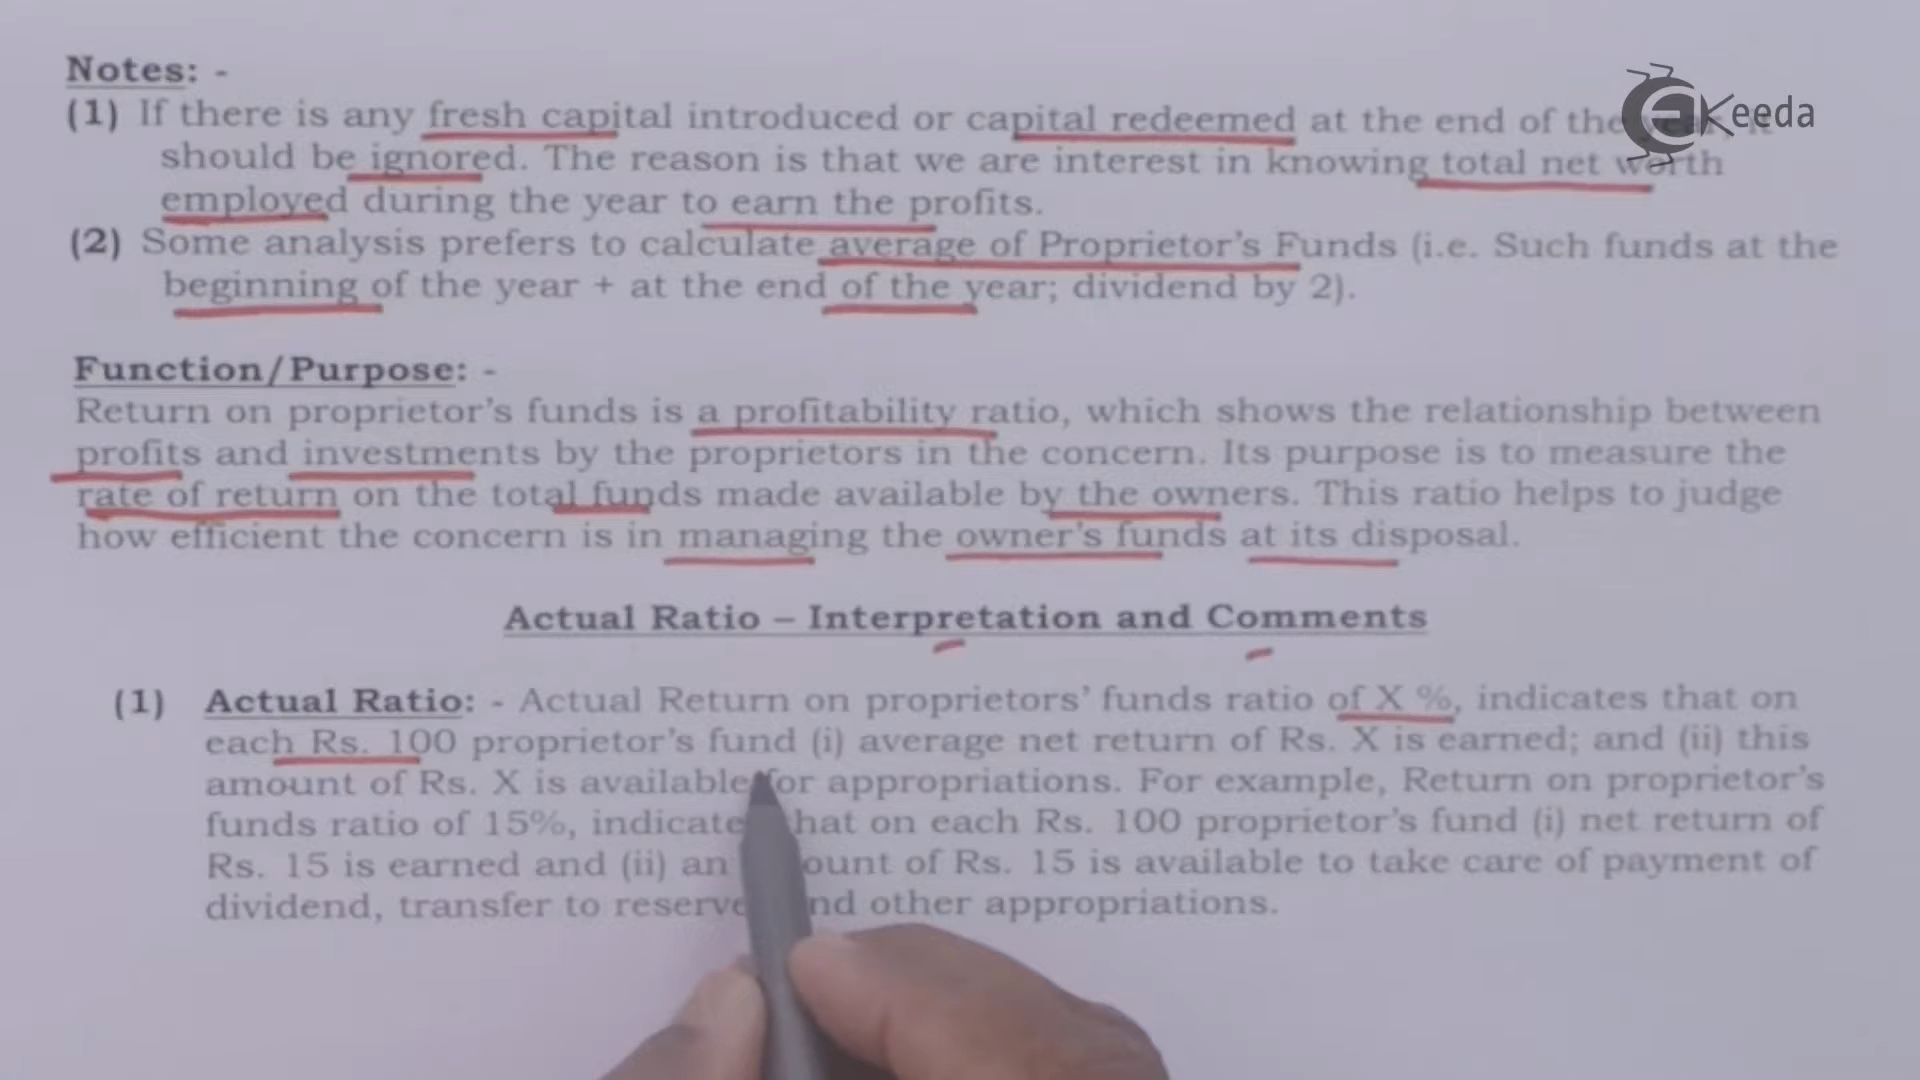 Notes: -
(1) If there is any fresh capital introduced or capital redeemed at the end of the
should be ignored. The reason is that we are interest in knowing total net worth
employed during the year to earn the profits.
(2) Some analysis prefers to calculate average of Proprietor's Funds (i.e. Such funds at the
beginning of the year + at the end of the year; dividend by 2).
Function/Purpose: -
Return on proprietor's funds is a profitability ratio, which shows the relationship between
profits and investments by the proprietors in the concern. Its purpose is to measure the
rate of return on the total funds made available by the owners. This ratio helps to judge
how efficient the concern is in managing the owner's funds at its disposal.
Actual Ratio – Interpretation and Comments
(1) Actual Ratio: - Actual Return on proprietors' funds ratio of X %, indicates that on
each Rs. 100 proprietor's fund (i) average net return of Rs. X is earned; and (ii) this
amount of Rs. X is available for appropriations. For example, Return on proprietor's
funds ratio of 15%, indicate that on each Rs. 100 proprietor's fund (i) net return of
Rs. 15 is earned and (ii) an ount of Rs. 15 is available to take care of payment of
dividend, transfer to reserve nd other appropriations.
eKeeda